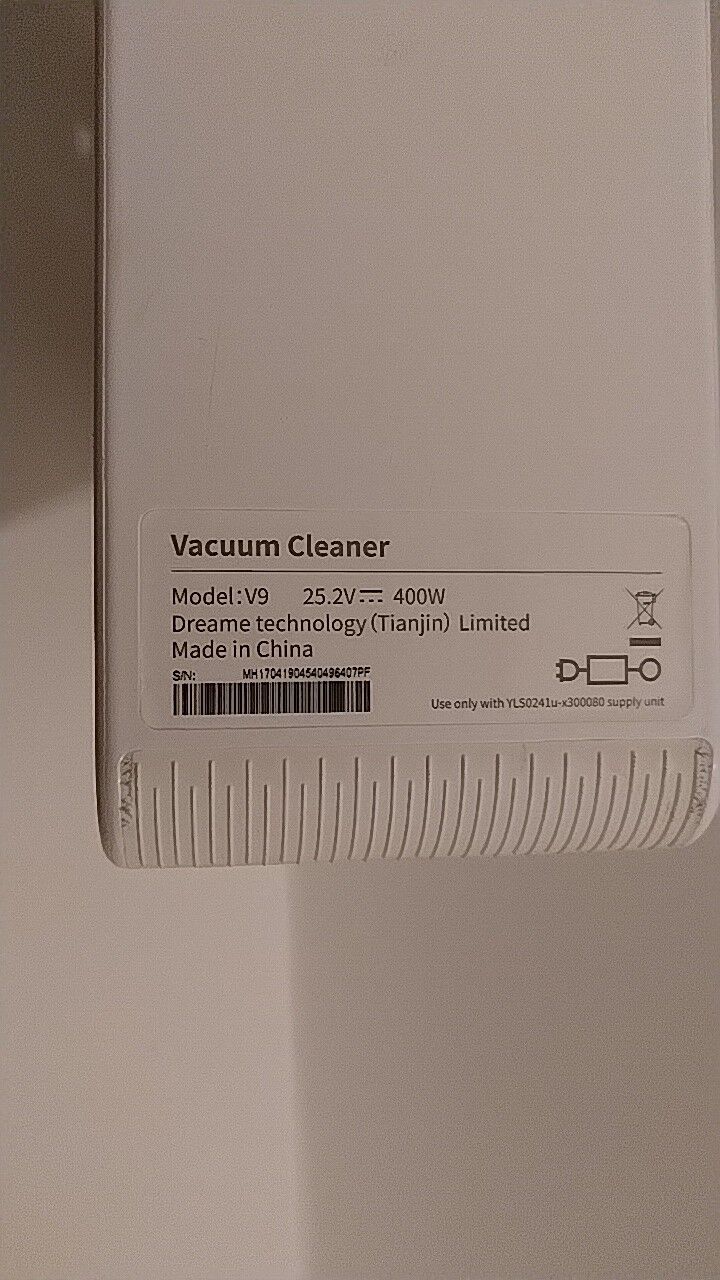 Vacuum Cleaner
Model:V9 25.2V⎓ 400W
Dreame technology (Tianjin) Limited
Made in China
S/N: MH17041904540496407PF
Use only with YLS0241u-x300080 supply unit